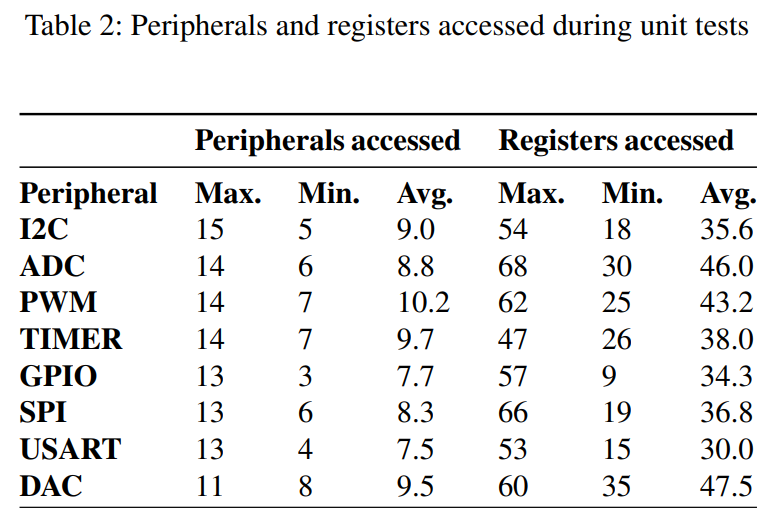 Table 2: Peripherals and registers accessed during unit tests
Peripherals accessed Registers accessed
Peripheral Max. Min. Avg. Max. Min. Avg.
I2C 15 5 9.0 54 18 35.6
ADC 14 6 8.8 68 30 46.0
PWM 14 7 10.2 62 25 43.2
TIMER 14 7 9.7 47 26 38.0
GPIO 13 3 7.7 57 9 34.3
SPI 13 6 8.3 66 19 36.8
USART 13 4 7.5 53 15 30.0
DAC 11 8 9.5 60 35 47.5